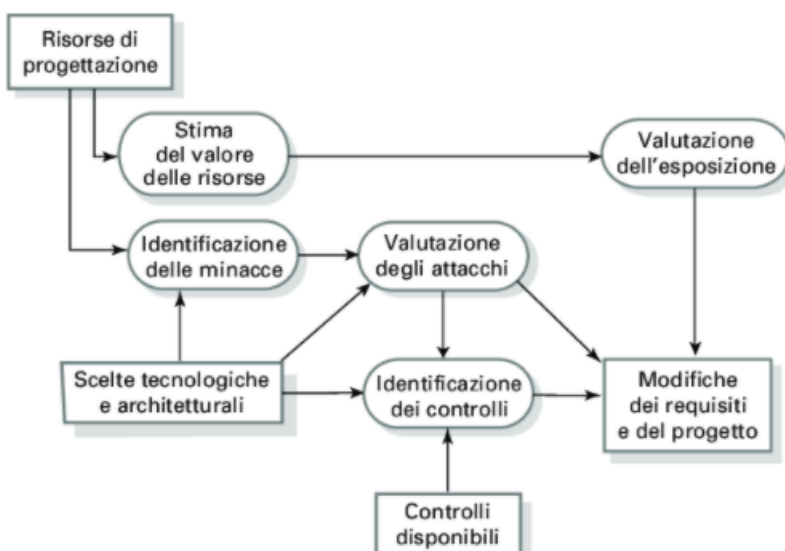 Risorse di
progettazione
Stima
del valore
delle risorse
Valutazione
dell'esposizione
Identificazione
delle minacce
Valutazione
degli attacchi
Scelte tecnologiche
e architetturali
Identificazione
dei controlli
Modifiche
dei requisiti
e del progetto
Controlli
disponibili